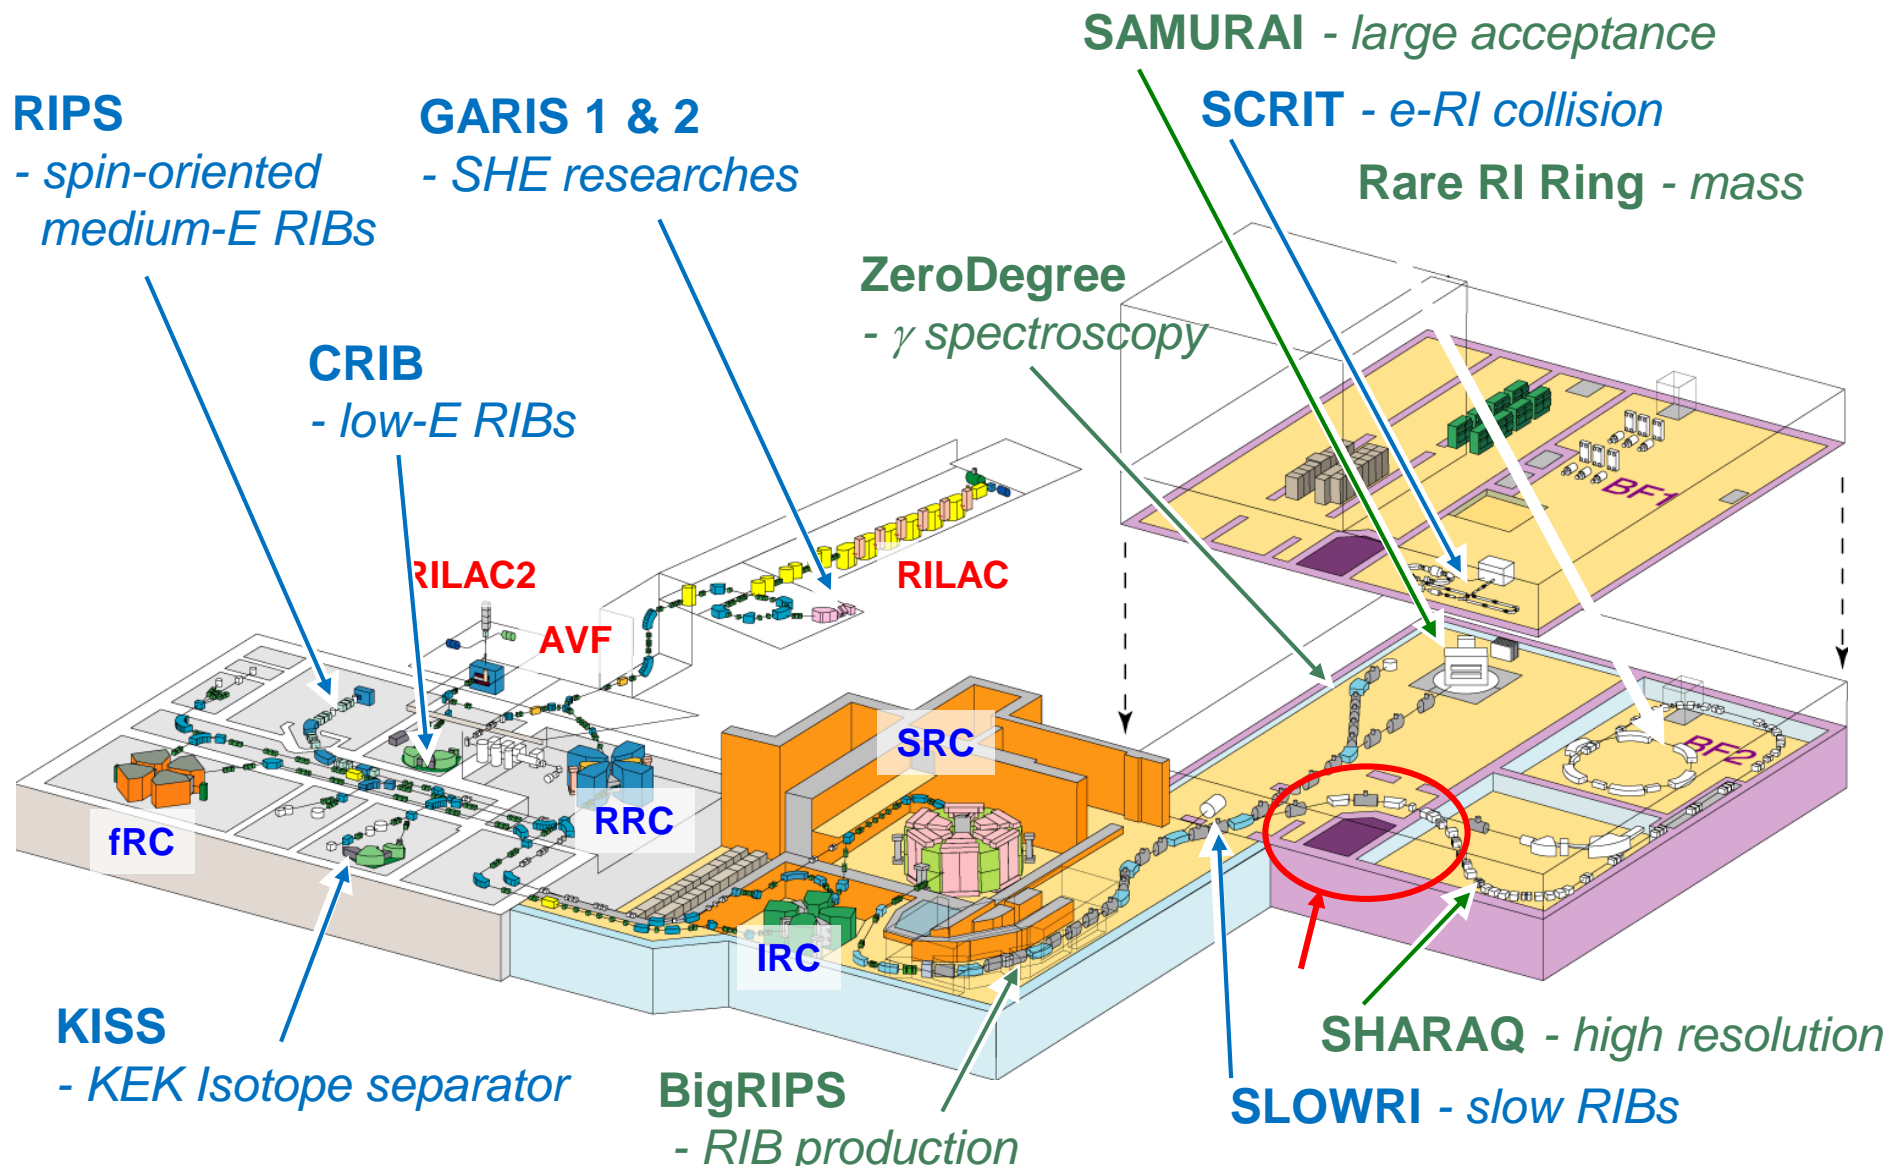 SAMURAI - large acceptance
SCRIT - e-RI collision
Rare RI Ring - mass
RIPS
- spin-oriented
medium-E RIBs
GARIS 1 & 2
- SHE researches
ZeroDegree
- γ spectroscopy
CRIB
- low-E RIBs
BF1
RILAC2
RILAC
AVF
SRC
BF2
RRC
fRC
IRC
KISS
- KEK Isotope separator
BigRIPS
- RIB production
SHARAQ - high resolution
SLOWRI - slow RIBs